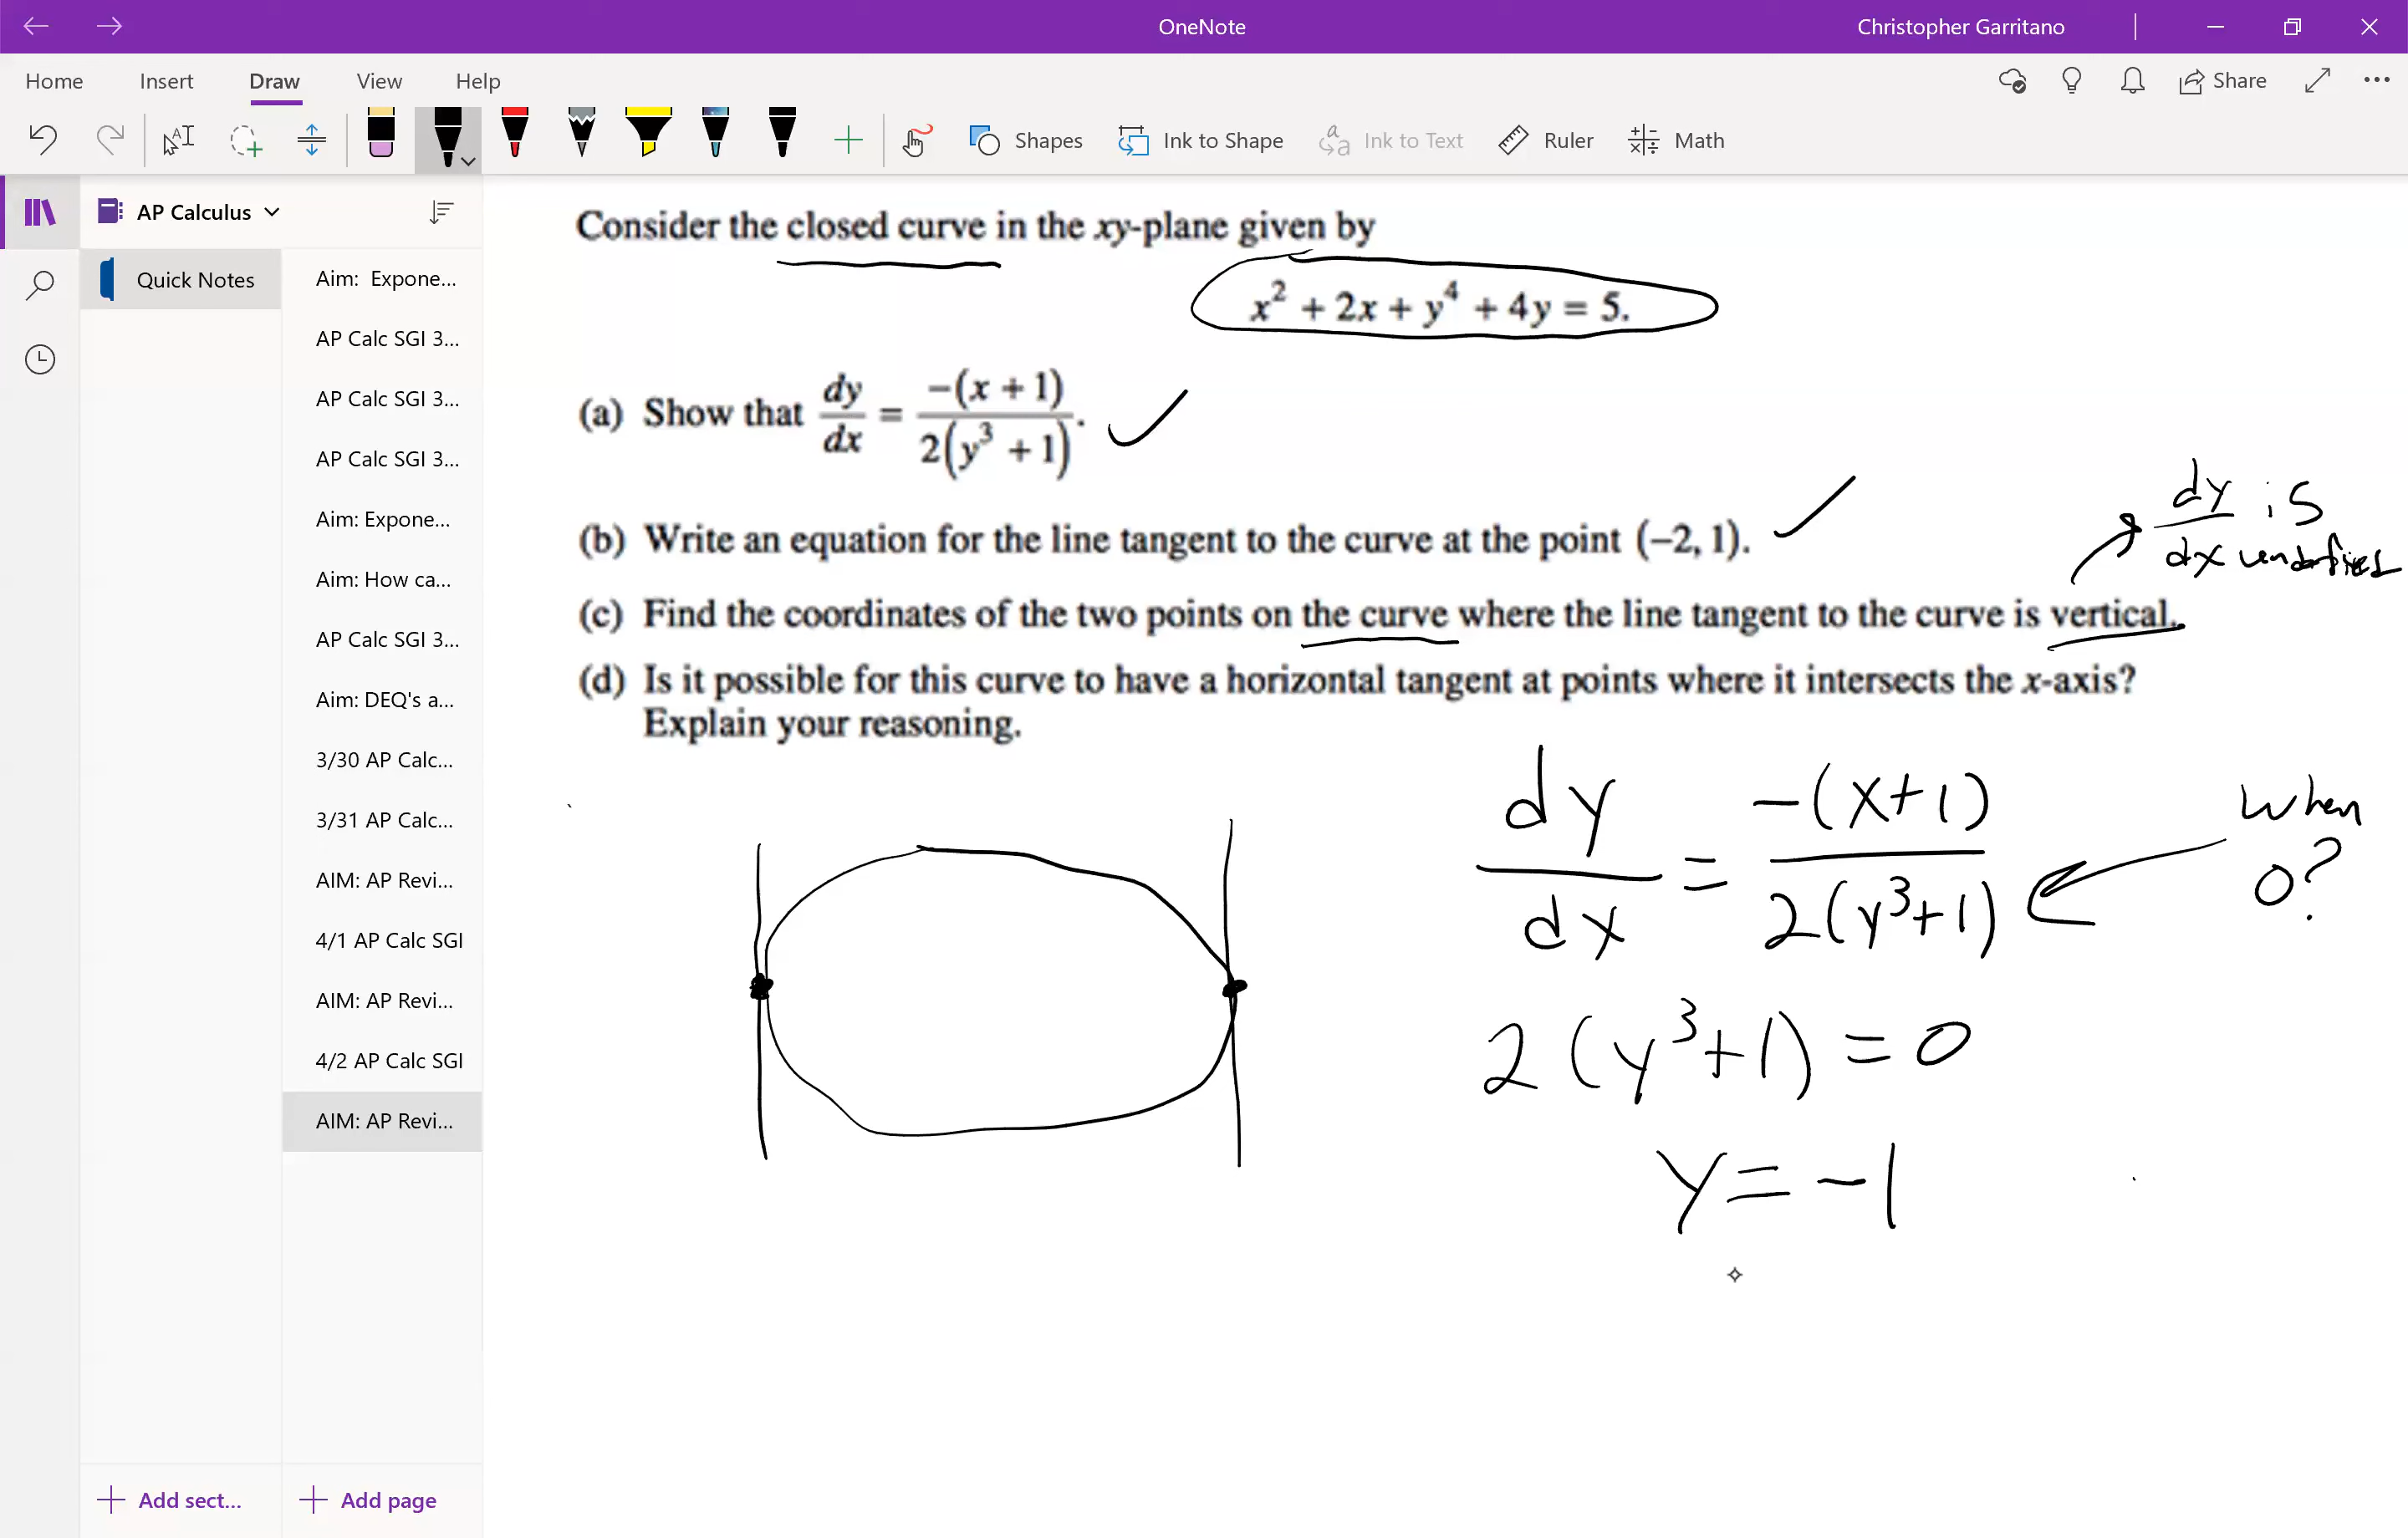 OneNote
Christopher Garritano
Home Insert Draw View Help
Share
Shapes Ink to Shape Ink to Text Ruler Math
AP Calculus
Quick Notes
Aim: Expone...
AP Calc SGI 3...
AP Calc SGI 3...
AP Calc SGI 3...
Aim: Expone...
Aim: How ca...
AP Calc SGI 3...
Aim: DEQ's a...
3/30 AP Calc...
3/31 AP Calc...
AIM: AP Revi...
4/1 AP Calc SGI
AIM: AP Revi...
4/2 AP Calc SGI
AIM: AP Revi...
Add sect...
Add page
Consider the closed curve in the xy-plane given by
x² + 2x + y⁴ + 4y = 5.
(a) Show that dy/dx = -(x + 1)/2(y³ + 1).
(b) Write an equation for the line tangent to the curve at the point (−2, 1).
dy/dx is
undefined
(c) Find the coordinates of the two points on the curve where the line tangent to the curve is vertical.
(d) Is it possible for this curve to have a horizontal tangent at points where it intersects the x-axis?
Explain your reasoning.
dy/dx = -(x+1)/2(y³+1)
when
0?
2(y³+1) = 0
y = -1